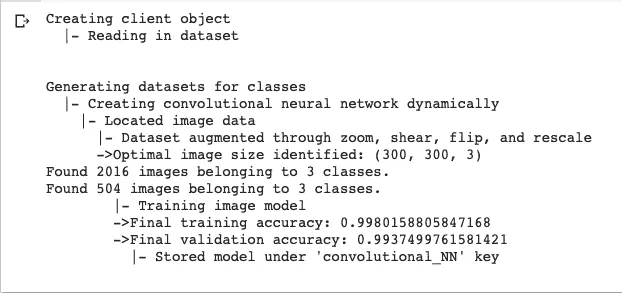 Creating client object
|- Reading in dataset
Generating datasets for classes
|- Creating convolutional neural network dynamically
|- Located image data
|- Dataset augmented through zoom, shear, flip, and rescale
->Optimal image size identified: (300, 300, 3)
Found 2016 images belonging to 3 classes.
Found 504 images belonging to 3 classes.
|- Training image model
->Final training accuracy: 0.9980158805847168
->Final validation accuracy: 0.9937499761581421
|- Stored model under 'convolutional_NN' key